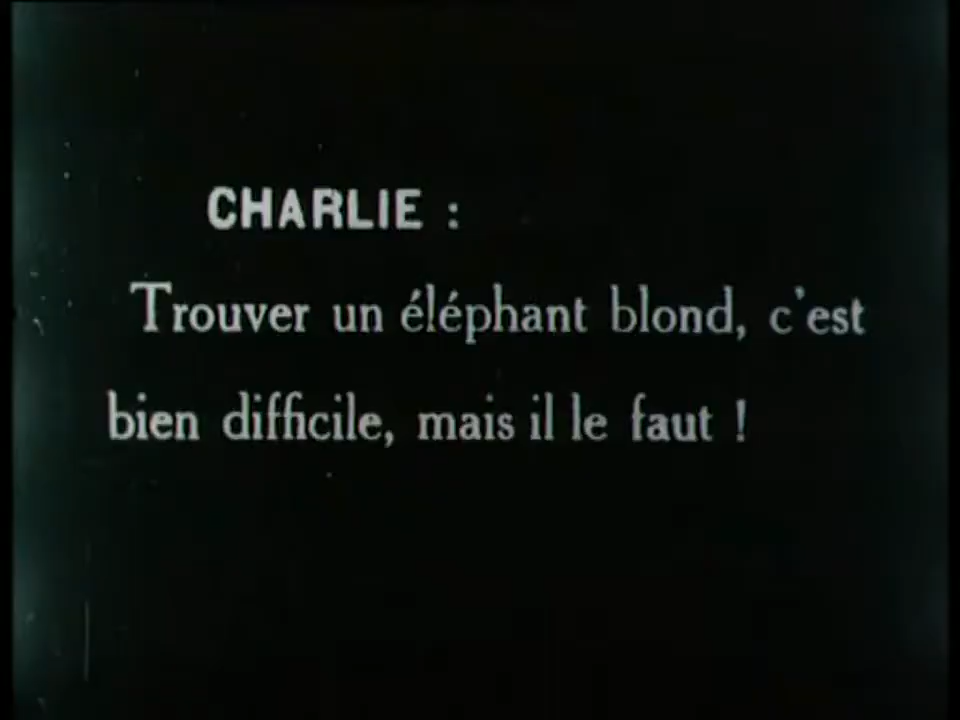 CHARLIE :
Trouver un éléphant blond, c'est
bien difficile, mais il le faut !